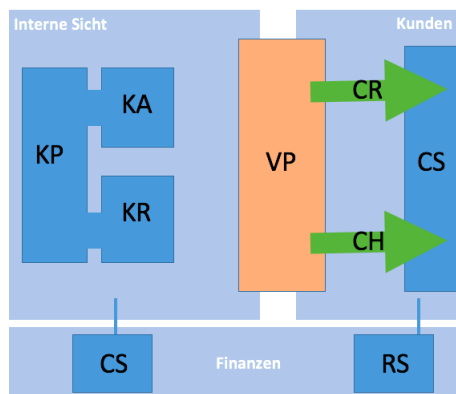 Interne Sicht
Kunden
KP
KA
KR
VP
CR
CH
CS
CS
Finanzen
RS